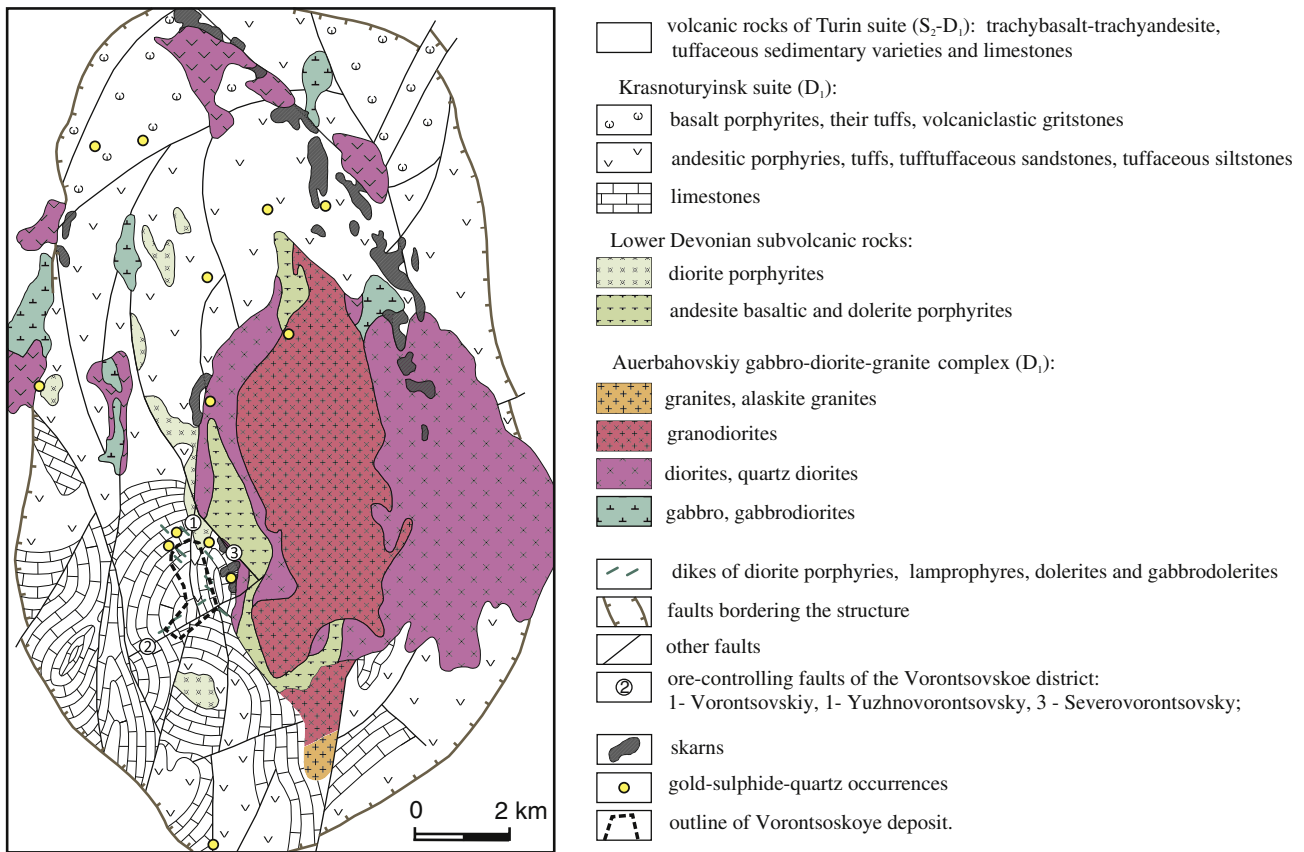 volcanic rocks of Turin suite (S₂-D₁): trachybasalt-trachyandesite,
tuffaceous sedimentary varieties and limestones
Krasnoturyinsk suite (D₁):
basalt porphyrites, their tuffs, volcaniclastic gritstones
andesitic porphyries, tuffs, tufftuffaceous sandstones, tuffaceous siltstones
limestones
Lower Devonian subvolcanic rocks:
diorite porphyrites
andesite basaltic and dolerite porphyrites
Auerbahovskiy gabbro-diorite-granite complex (D₁):
granites, alaskite granites
granodiorites
diorites, quartz diorites
gabbro, gabbrodiorites
dikes of diorite porphyries, lamprophyres, dolerites and gabbrodolerites
faults bordering the structure
other faults
② ore-controlling faults of the Vorontsovskoe district:
1- Vorontsovskiy, 1- Yuzhnovorontsovsky, 3 - Severovorontsovsky;
skarns
gold-sulphide-quartz occurrences
outline of Vorontsoskoye deposit.
①
③
②
0 2 km